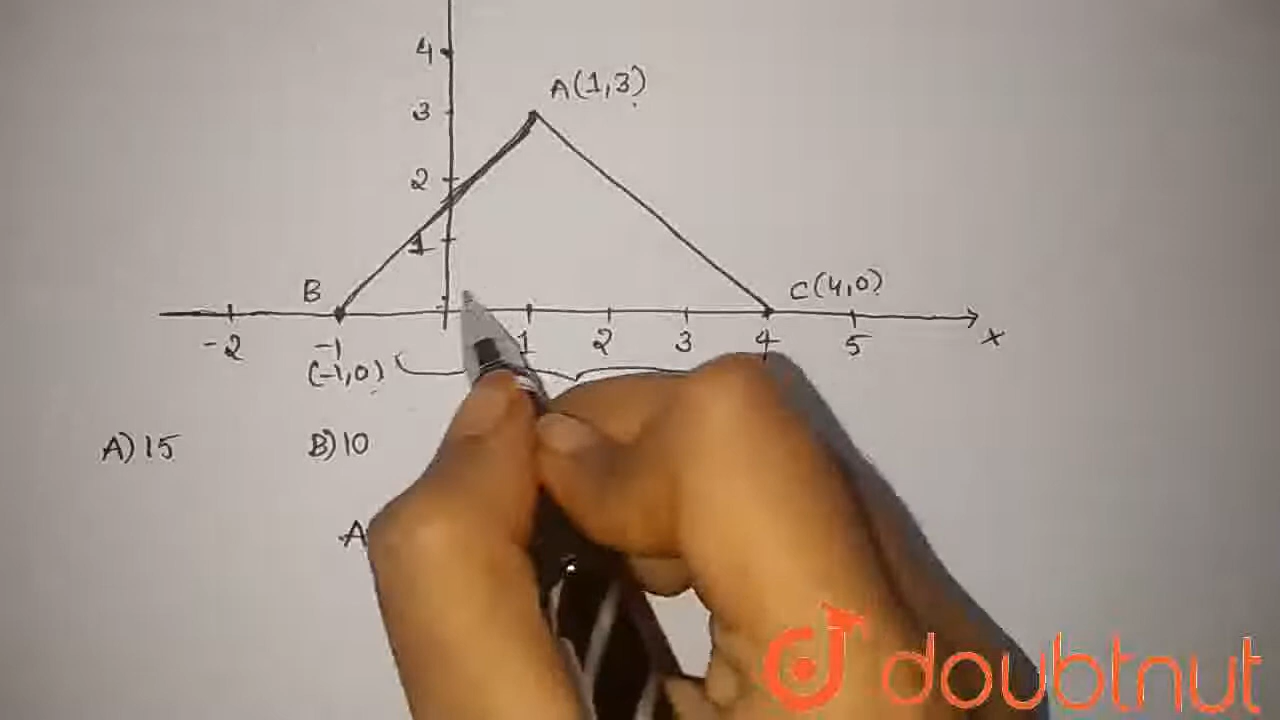 4
A(1,3)
3
2
1
B
C(4,0)
-2 -1 1 2 3 4 5 x
(-1,0)
A) 15 B) 10
A
doubtnut